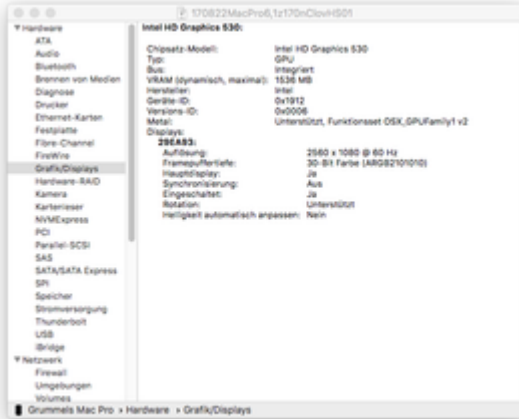 170822MacPro6,1z170nClovHS01
Hardware
ATA
Audio
Bluetooth
Brennen von Medien
Diagnose
Drucker
Ethernet-Karten
Festplatte
Fibre-Channel
FireWire
Grafik/Displays
Hardware-RAID
Kamera
Kartenleser
NVMExpress
PCI
Parallel-SCSI
SAS
SATA/SATA Express
SPI
Speicher
Stromversorgung
Thunderbolt
USB
iBridge
Netzwerk
Firewall
Umgebungen
Volumes
Intel HD Graphics 530:
Chipsatz-Modell: Intel HD Graphics 530
Typ: GPU
Bus: Integriert
VRAM (dynamisch, maximal): 1536 MB
Hersteller: Intel
Geräte-ID: 0x1912
Versions-ID: 0x0006
Metal: Unterstützt, Funktionsset OSX_GPUFamily1 v2
Displays:
29EA93:
Auflösung: 2560 x 1080 @ 60 Hz
Framepuffertiefe: 30-Bit Farbe (ARGB2101010)
Hauptdisplay: Ja
Synchronisierung: Aus
Eingeschaltet: Ja
Rotation: Unterstützt
Helligkeit automatisch anpassen: Nein
Grummels Mac Pro › Hardware › Grafik/Displays